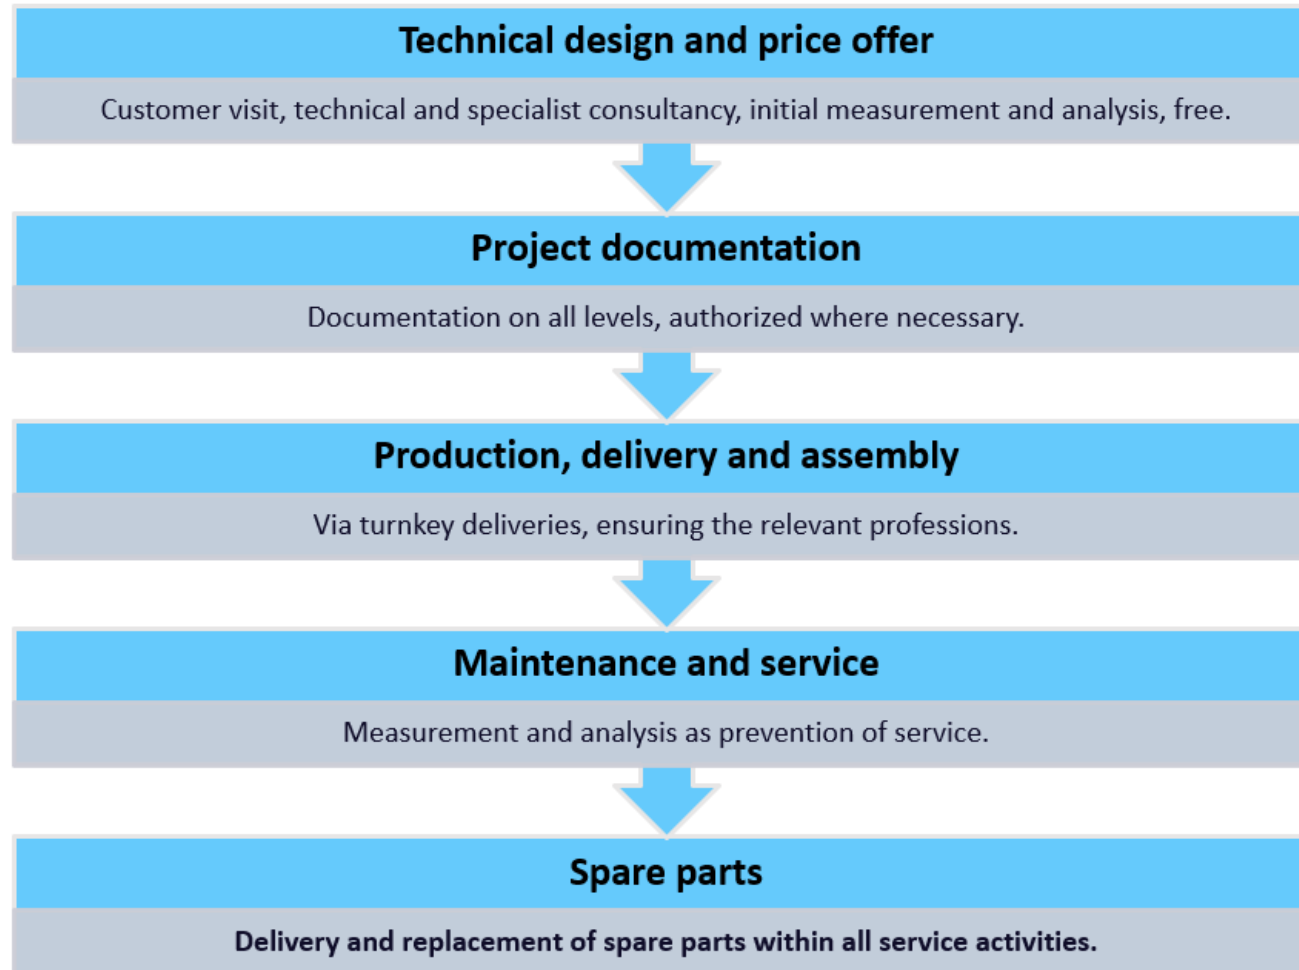 Technical design and price offer
Customer visit, technical and specialist consultancy, initial measurement and analysis, free.
Project documentation
Documentation on all levels, authorized where necessary.
Production, delivery and assembly
Via turnkey deliveries, ensuring the relevant professions.
Maintenance and service
Measurement and analysis as prevention of service.
Spare parts
Delivery and replacement of spare parts within all service activities.